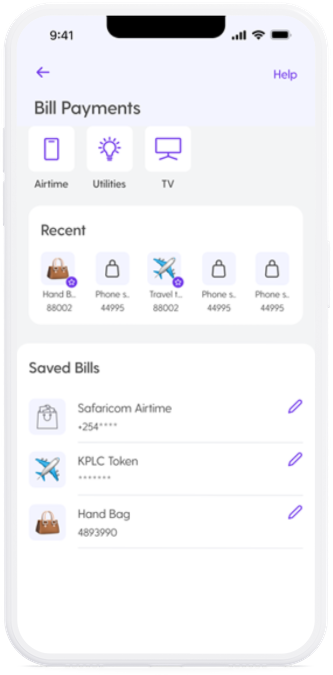 9:41
Help
Bill Payments
Airtime Utilities TV
Recent
Hand B.. Phone s.. Travel t.. Phone s.. Phone s..
88002 44995 88002 44995 44995
Saved Bills
Safaricom Airtime
+254****
KPLC Token
*******
Hand Bag
4893990